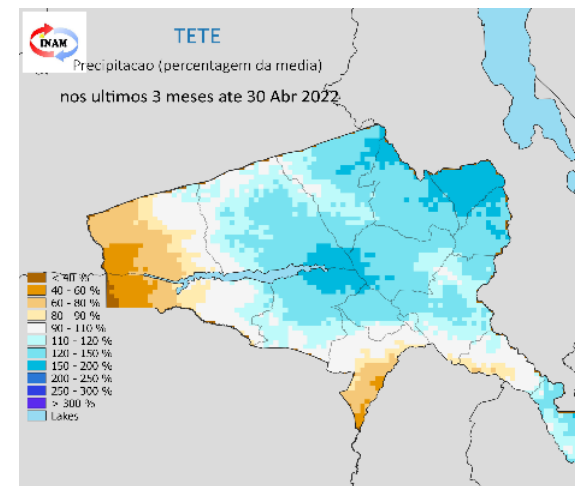 INAM
TETE
Precipitacao (percentagem da media)
nos ultimos 3 meses ate 30 Abr 2022
40 - 60 %
60 - 80 %
80 - 90 %
90 - 110 %
110 - 120 %
120 - 150 %
150 - 200 %
200 - 250 %
250 - 300 %
> 300 %
Lakes